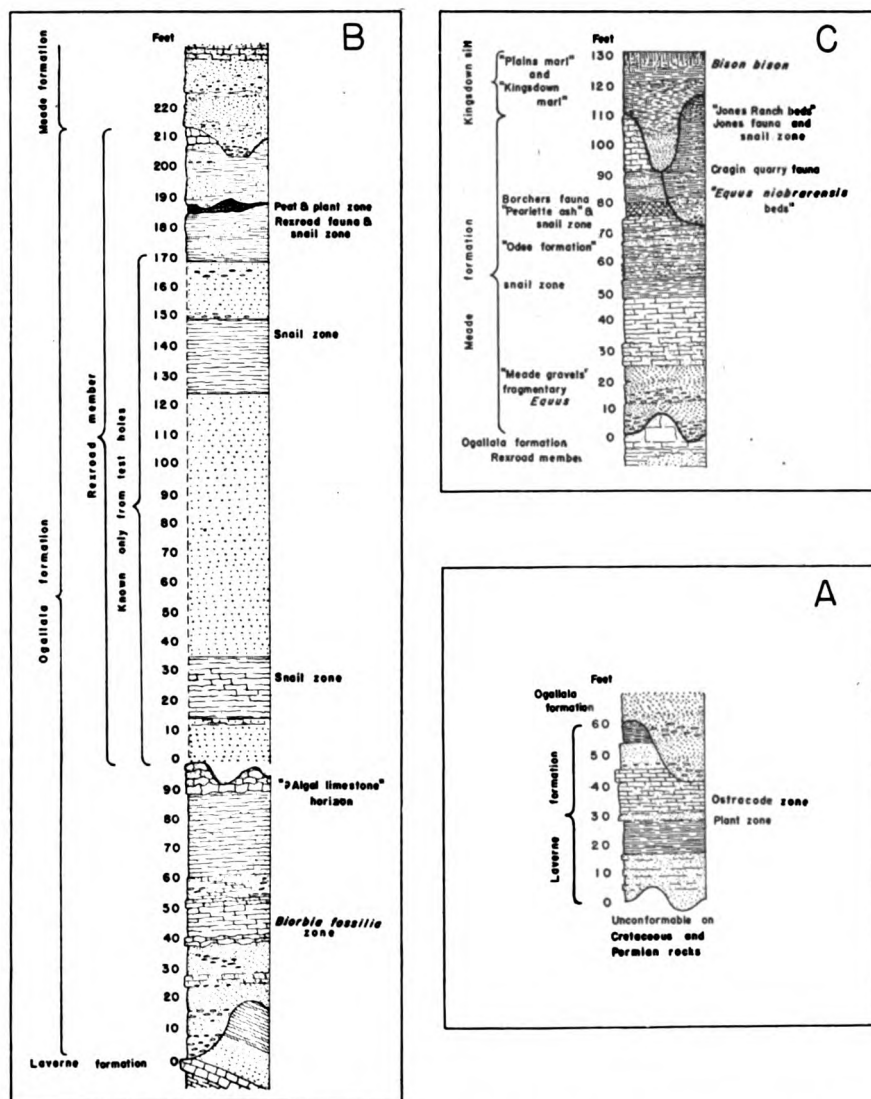 B
Feet
Meade formation
220
210
200
190
180
170
160
150
140
130
120
110
100
90
80
70
60
50
40
30
20
10
0
90
80
70
60
50
40
30
20
10
0
Peat & plant zone
Rexroad fauna &
snail zone
Snail zone
Snail zone
"?Algal limestone"
horizon
Biorbia fossilia
zone
Rexroad member
Known only from test holes
Ogallala formation
Laverne formation
C
Feet
Kingsdown silt
"Plains marl"
and
"Kingsdown
marl"
130
120
110
100
90
80
70
60
50
40
30
20
10
0
Bison bison
"Jones Ranch beds"
Jones fauna and
snail zone
Cragin quarry fauna
"Equus niobrarensis
beds"
Borchers fauna
"Pearlette ash" &
snail zone
"Odee formation"
snail zone
Meade formation
"Meade gravels"
fragmentary
Equus
Ogallala formation
Rexroad member
A
Feet
Ogallala
formation
60
50
40
30
20
10
0
Laverne formation
Ostracode zone
Plant zone
Unconformable on
Cretaceous and
Permian rocks